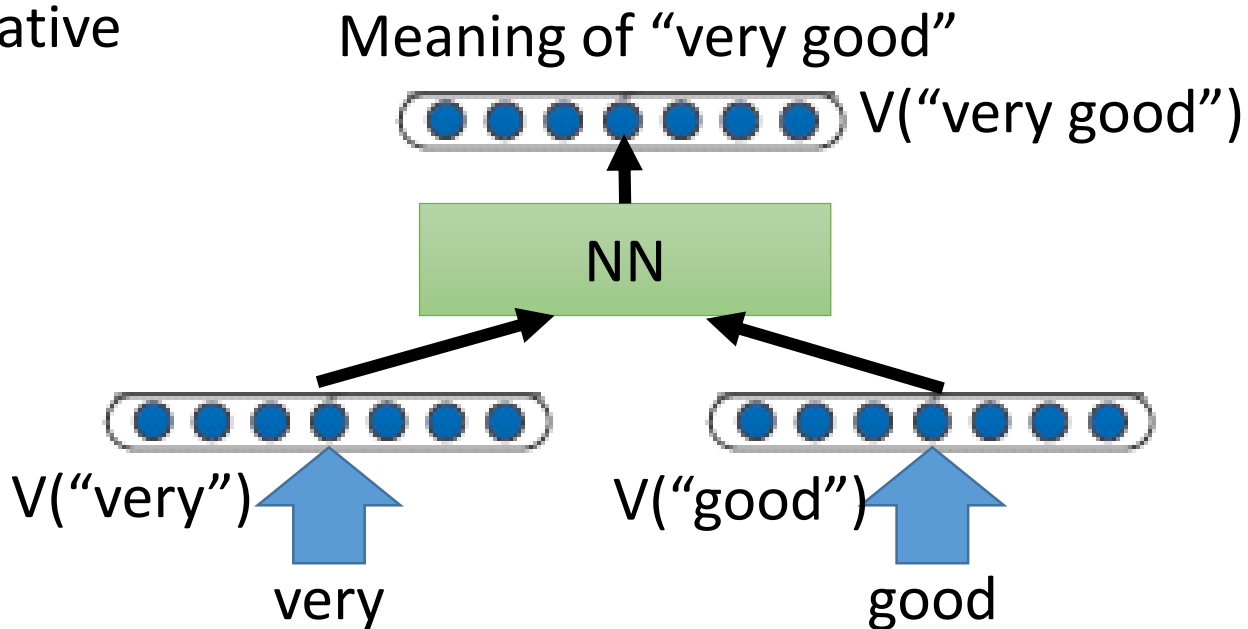 ative
Meaning of “very good”
V(“very good”)
NN
V(“very”)
V(“good”)
very
good